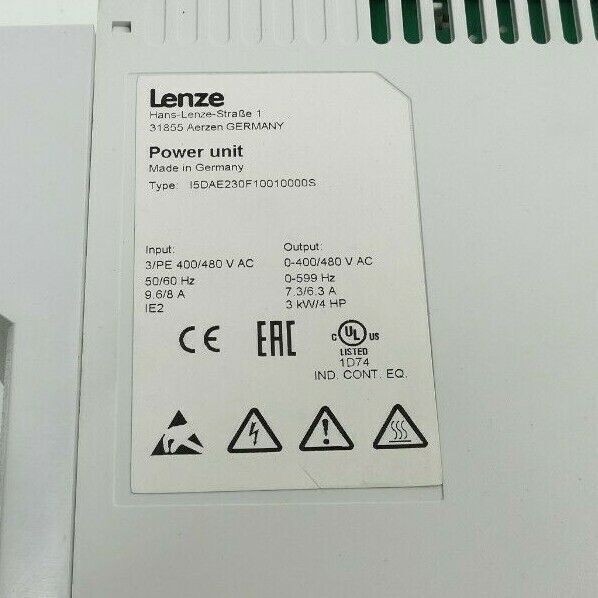 Lenze
Hans-Lenze-Straße 1
31855 Aerzen GERMANY
Power unit
Made in Germany
Type: I5DAE230F10010000S
Input:
3/PE 400/480 V AC
50/60 Hz
9.6/8 A
IE2
Output:
0-400/480 V AC
0-599 Hz
7.3/6.3 A
3 kW/4 HP
CE
EAC
C UL US
LISTED
1D74
IND. CONT. EQ.